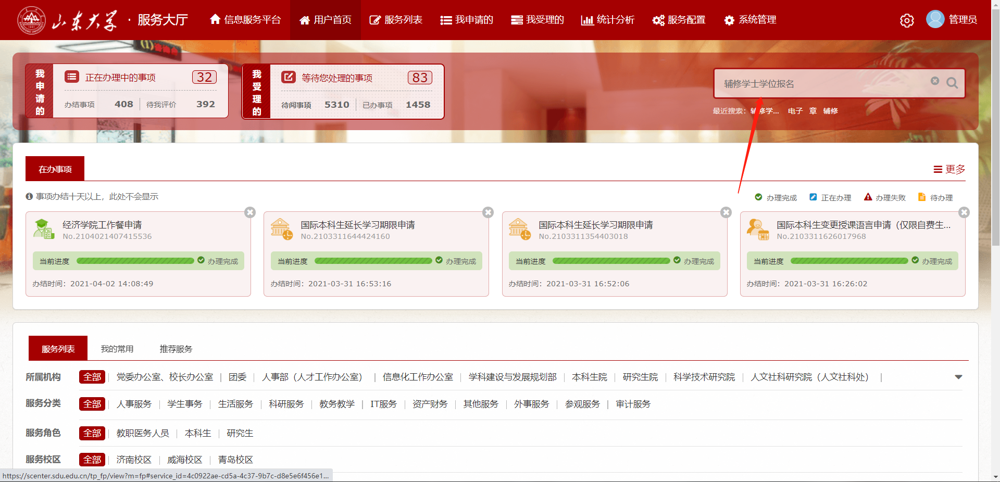 山东大学 · 服务大厅 信息服务平台 用户首页 服务列表 我申请的 我受理的 统计分析 服务配置 系统管理 管理员
我申请的
正在办理中的事项 32
办结事项 408 待我评价 392
我受理的
等待您处理的事项 83
待阅事项 5310 已办事项 1458
辅修学士学位报名
最近搜索: 辅修学... 电子 章 辅修
在办事项 更多
事项办结十天以上，此处不会显示 办理完成 正在办理 办理失败 待办理
经济学院工作餐申请
No.2104021407415536
当前进度 办理完成
办结时间：2021-04-02 14:08:49
国际本科生延长学习期限申请
No.2103311644424160
当前进度 办理完成
办结时间：2021-03-31 16:53:16
国际本科生延长学习期限申请
No.2103311354403018
当前进度 办理完成
办结时间：2021-03-31 16:52:06
国际本科生变更授课语言申请（仅限自费生...
No.2103311626017968
当前进度 办理完成
办结时间：2021-03-31 16:26:02
服务列表 我的常用 推荐服务
所属机构 全部 党委办公室、校长办公室 团委 人事部（人才工作办公室） 信息化工作办公室 学科建设与发展规划部 本科生院 研究生院 科学技术研究院 人文社科研究院（人文社科处）
服务分类 全部 人事服务 学生事务 生活服务 科研服务 教务教学 IT服务 资产财务 其他服务 外事服务 参观服务 审计服务
服务角色 全部 教职医务人员 本科生 研究生
服务校区 全部 济南校区 威海校区 青岛校区
https://scenter.sdu.edu.cn/tp_fp/view?m=fp#service_id=4c0922ae-cd5a-4c37-9b7c-d8e5e6f456e1...